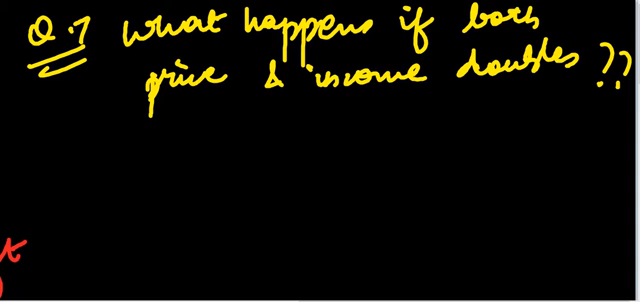 Q.7 What happens if both
price & income doubles ??